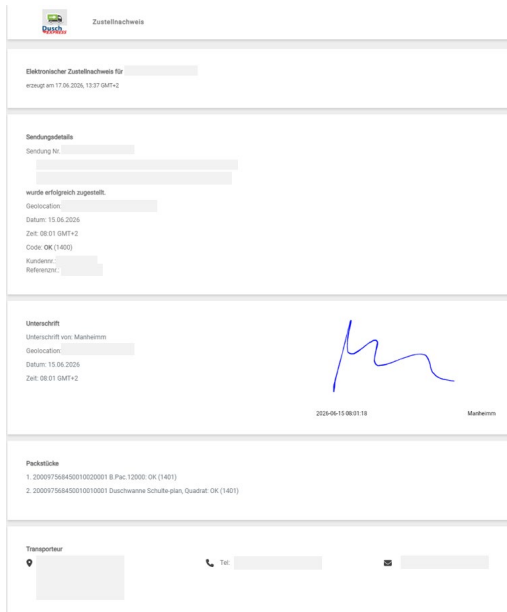 Dusch
EXPRESS
Zustellnachweis
Elektronischer Zustellnachweis für
erzeugt am 17.06.2026, 13:37 GMT+2
Sendungsdetails
Sendung Nr.
wurde erfolgreich zugestellt.
Geolocation:
Datum: 15.06.2026
Zeit: 08:01 GMT+2
Code: OK (1400)
Kundennr.:
Referenznr.:
Unterschrift
Unterschrift von: Manheimm
Geolocation:
Datum: 15.06.2026
Zeit: 08:01 GMT+2
2026-06-15 08:01:18 Manheimm
Packstücke
1. 200097568450010020001 B.Pac.12000: OK (1401)
2. 200097568450010010001 Duschwanne Schulte-plan, Quadrat: OK (1401)
Transporteur
Tel: